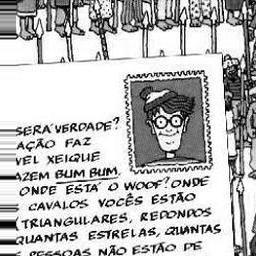 SERÁ VERDADE?
AÇÃO FAZ
VEL XEIQUE
AZEM BUM BUM,
ONDE ESTÁ O WOOF? ONDE
CAVALOS VOCÊS ESTÃO
(TRIANGULARES, REDONDOS
QUANTAS ESTRELAS, QUANTAS
PESSOAS NÃO ESTÃO DE